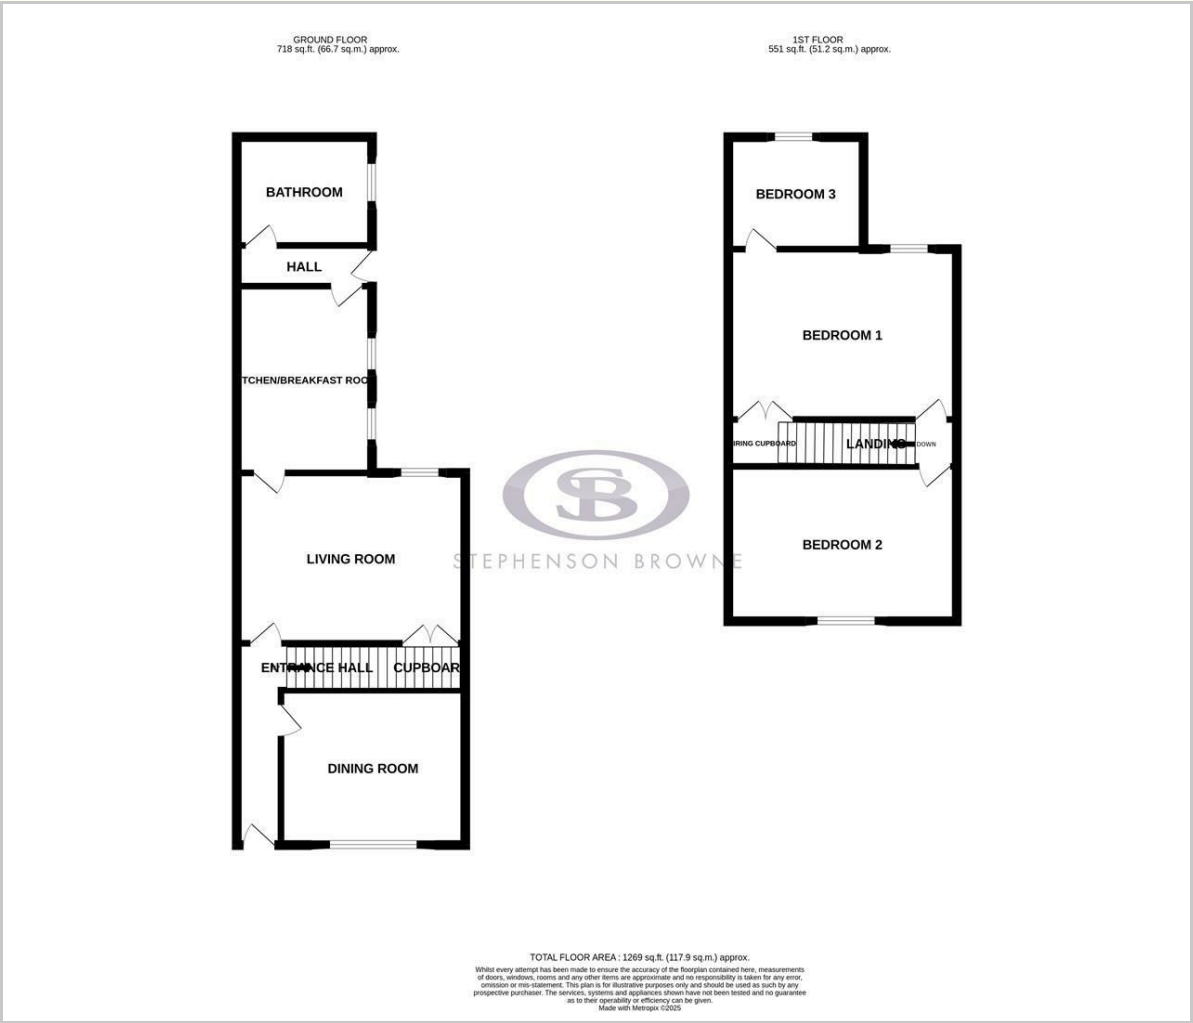 GROUND FLOOR
718 sq.ft. (66.7 sq.m.) approx.
1ST FLOOR
551 sq.ft. (51.2 sq.m.) approx.
BATHROOM
HALL
TCHEN/BREAKFAST ROO
LIVING ROOM
ENTRANCE HALL
CUPBOAR
DINING ROOM
BEDROOM 3
BEDROOM 1
IRING CUPBOARD
LANDING
DOWN
BEDROOM 2
SB
STEPHENSON BROWNE
TOTAL FLOOR AREA : 1269 sq.ft. (117.9 sq.m.) approx.
Whilst every attempt has been made to ensure the accuracy of the floorplan contained here, measurements
of doors, windows, rooms and any other items are approximate and no responsibility is taken for any error,
omission or mis-statement. This plan is for illustrative purposes only and should be used as such by any
prospective purchaser. The services, systems and appliances shown have not been tested and no guarantee
as to their operability or efficiency can be given.
Made with Metropix ©2025